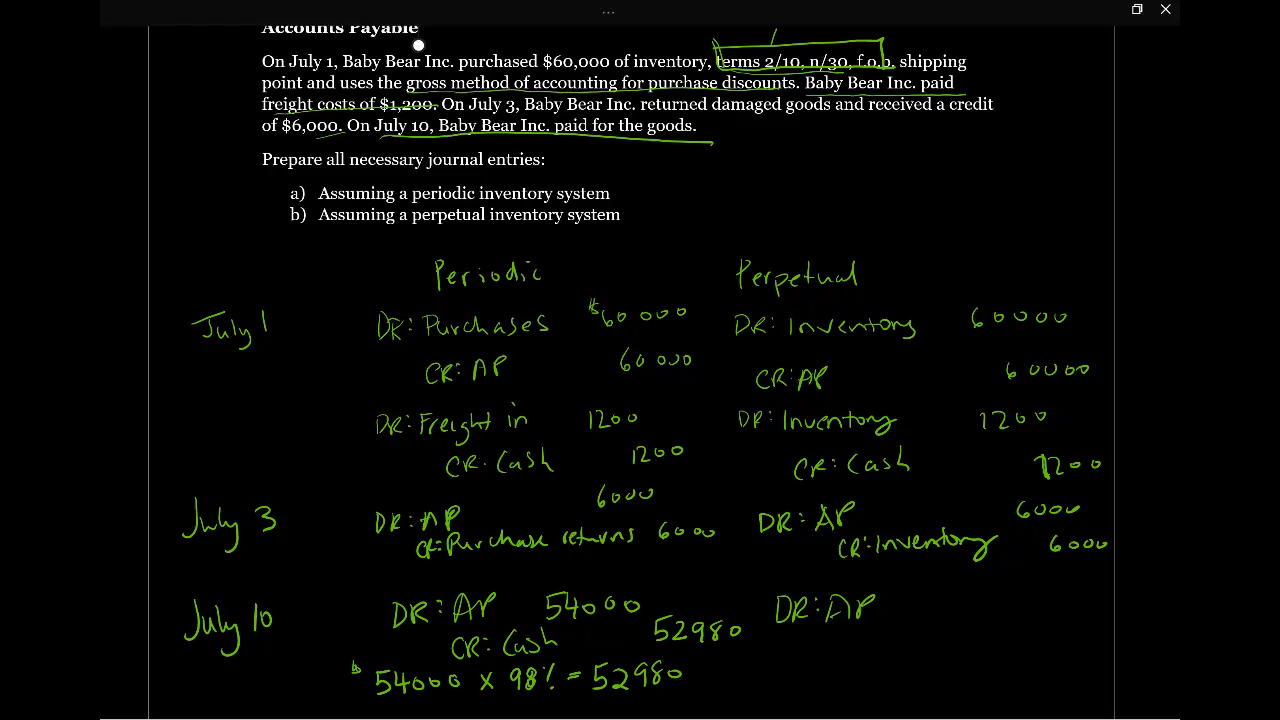 Accounts Payable
On July 1, Baby Bear Inc. purchased $60,000 of inventory, terms 2/10, n/30, f.o.b. shipping
point and uses the gross method of accounting for purchase discounts. Baby Bear Inc. paid
freight costs of $1,200. On July 3, Baby Bear Inc. returned damaged goods and received a credit
of $6,000. On July 10, Baby Bear Inc. paid for the goods.
Prepare all necessary journal entries:
a) Assuming a periodic inventory system
b) Assuming a perpetual inventory system
Periodic Perpetual
July 1 DR: Purchases $60 000 DR: Inventory 60000
CR: AP 60 000 CR: AP 60000
DR: Freight in 1200 DR: Inventory 1200
CR: Cash 1200 CR: Cash 1200
July 3 DR: AP 6000 DR: AP 6000
CR: Purchase returns 6000 CR: Inventory 6000
July 10 DR: AP 54000 DR: AP
CR: Cash 52980
$54000 x 98% = 52980